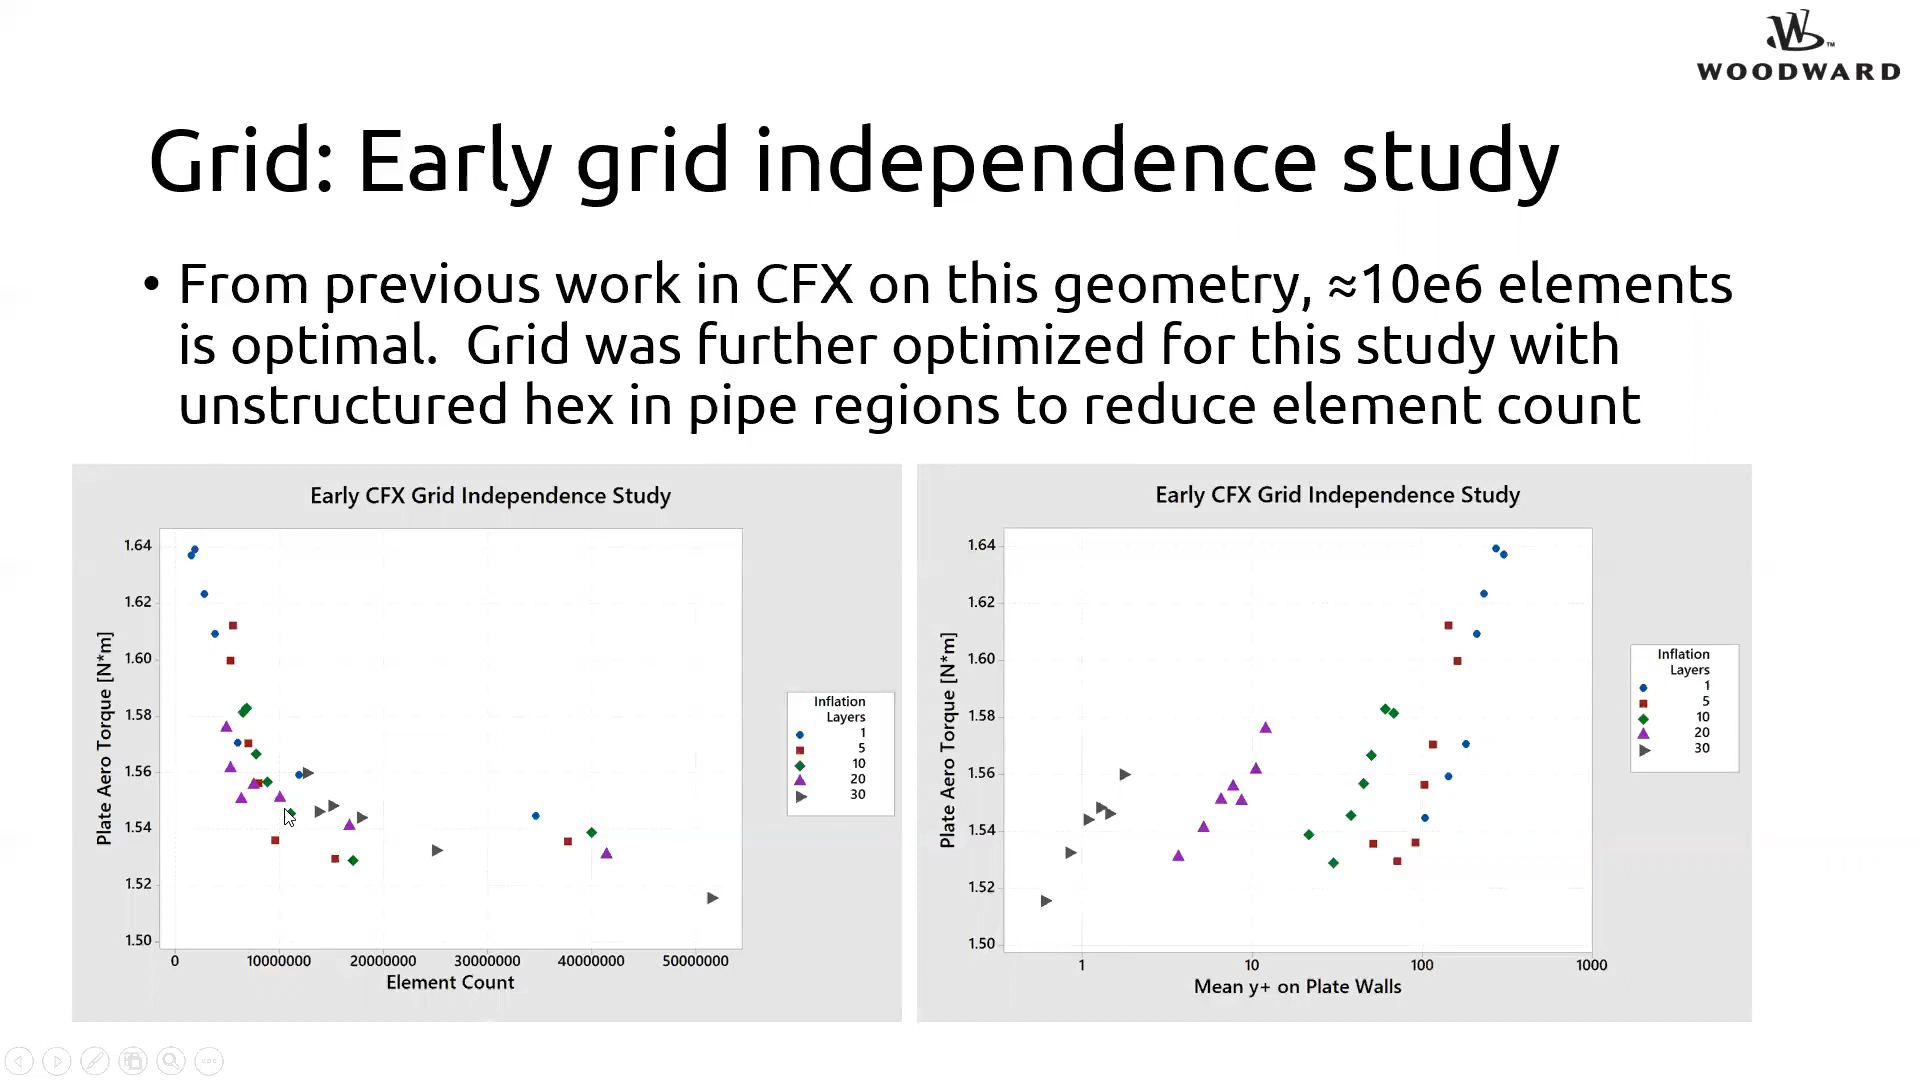 W™
WOODWARD
Grid: Early grid independence study
• From previous work in CFX on this geometry, ≈10e6 elements
is optimal.  Grid was further optimized for this study with
unstructured hex in pipe regions to reduce element count
Early CFX Grid Independence Study
1.64
1.62
1.60
1.58
1.56
1.54
1.52
1.50
Plate Aero Torque [N*m]
0 10000000 20000000 30000000 40000000 50000000
Element Count
Inflation
Layers
1
5
10
20
30
Early CFX Grid Independence Study
1.64
1.62
1.60
1.58
1.56
1.54
1.52
1.50
Plate Aero Torque [N*m]
1 10 100 1000
Mean y+ on Plate Walls
Inflation
Layers
1
5
10
20
30